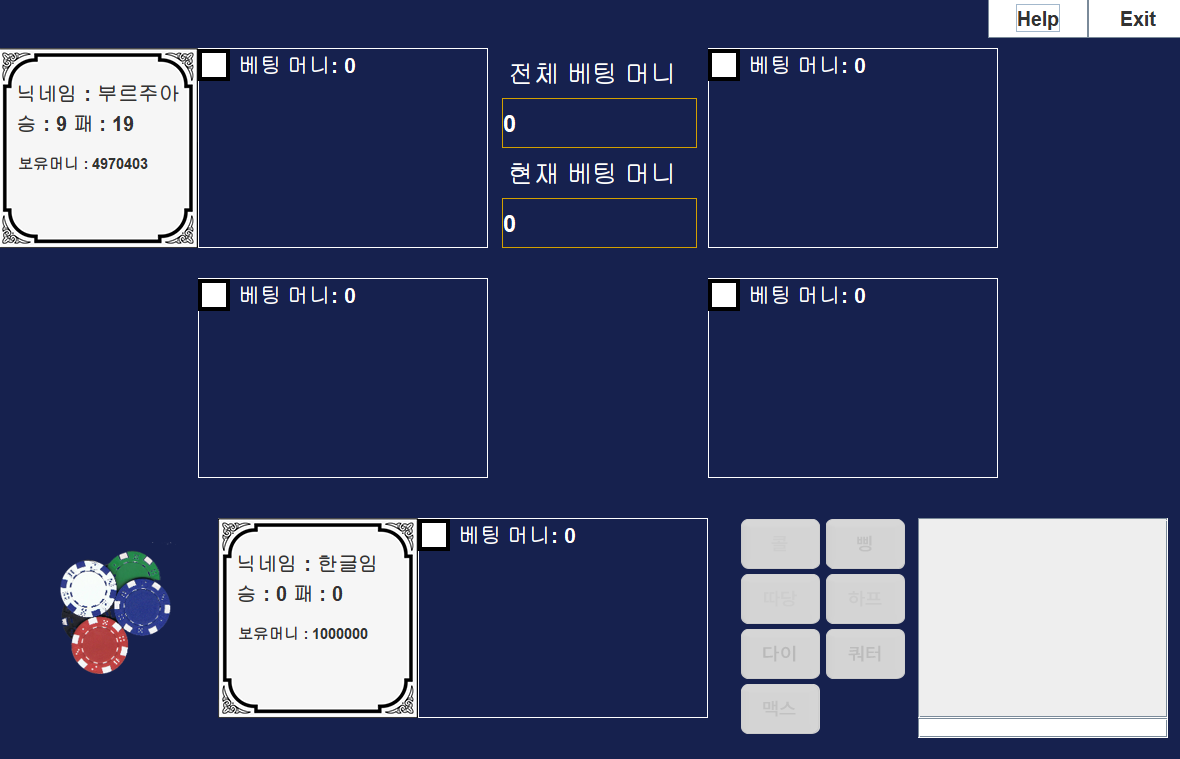 Help
Exit
닉네임 : 부르주아
승 : 9 패 : 19
보유머니 : 4970403
베팅 머니: 0
전체 베팅 머니
0
현재 베팅 머니
0
베팅 머니: 0
베팅 머니: 0
베팅 머니: 0
닉네임 : 한글임
승 : 0 패 : 0
보유머니 : 1000000
베팅 머니: 0
콜
삥
따당
하프
다이
쿼터
맥스